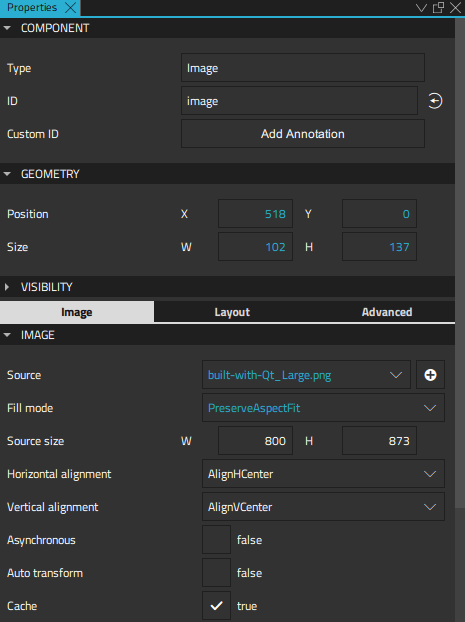 Properties
COMPONENT
Type Image
ID image
Custom ID Add Annotation
GEOMETRY
Position X 518 Y 0
Size W 102 H 137
VISIBILITY
Image Layout Advanced
IMAGE
Source built-with-Qt_Large.png
Fill mode PreserveAspectFit
Source size W 800 H 873
Horizontal alignment AlignHCenter
Vertical alignment AlignVCenter
Asynchronous false
Auto transform false
Cache true